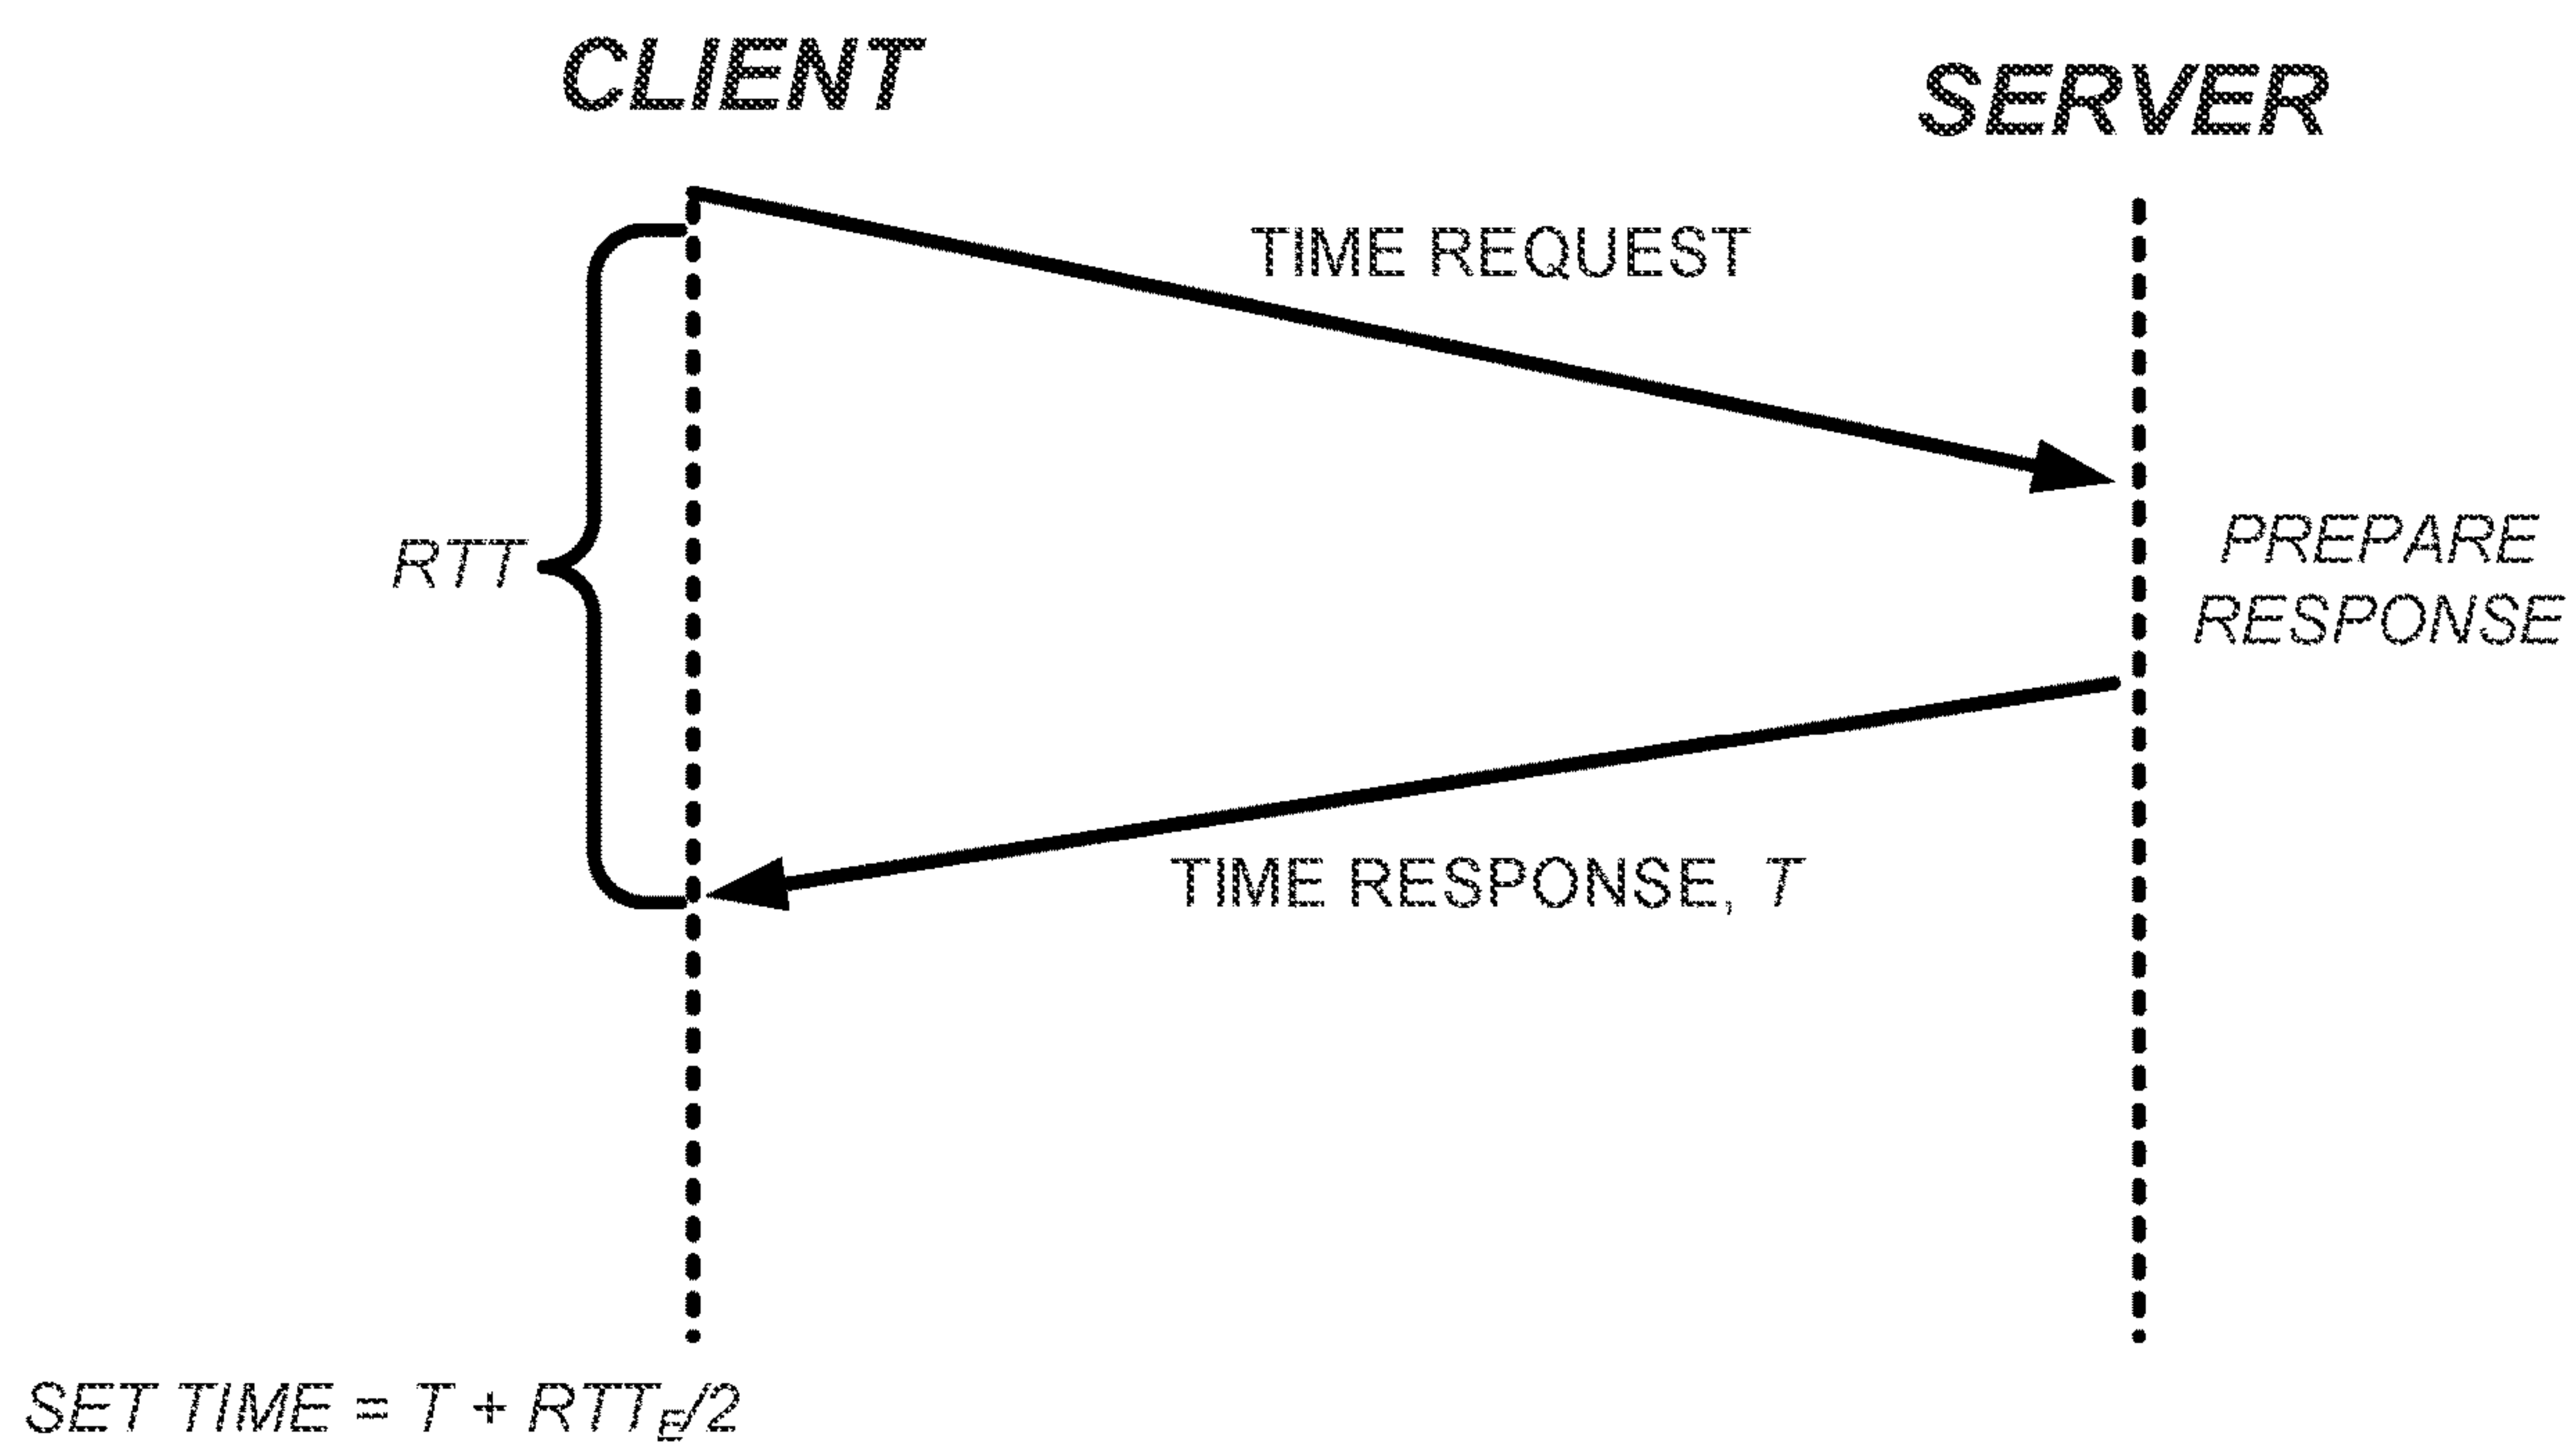 CLIENT
SERVER
TIME REQUEST
PREPARE
RESPONSE
RTT
TIME RESPONSE, T
SET TIME = T + RTT_E/2